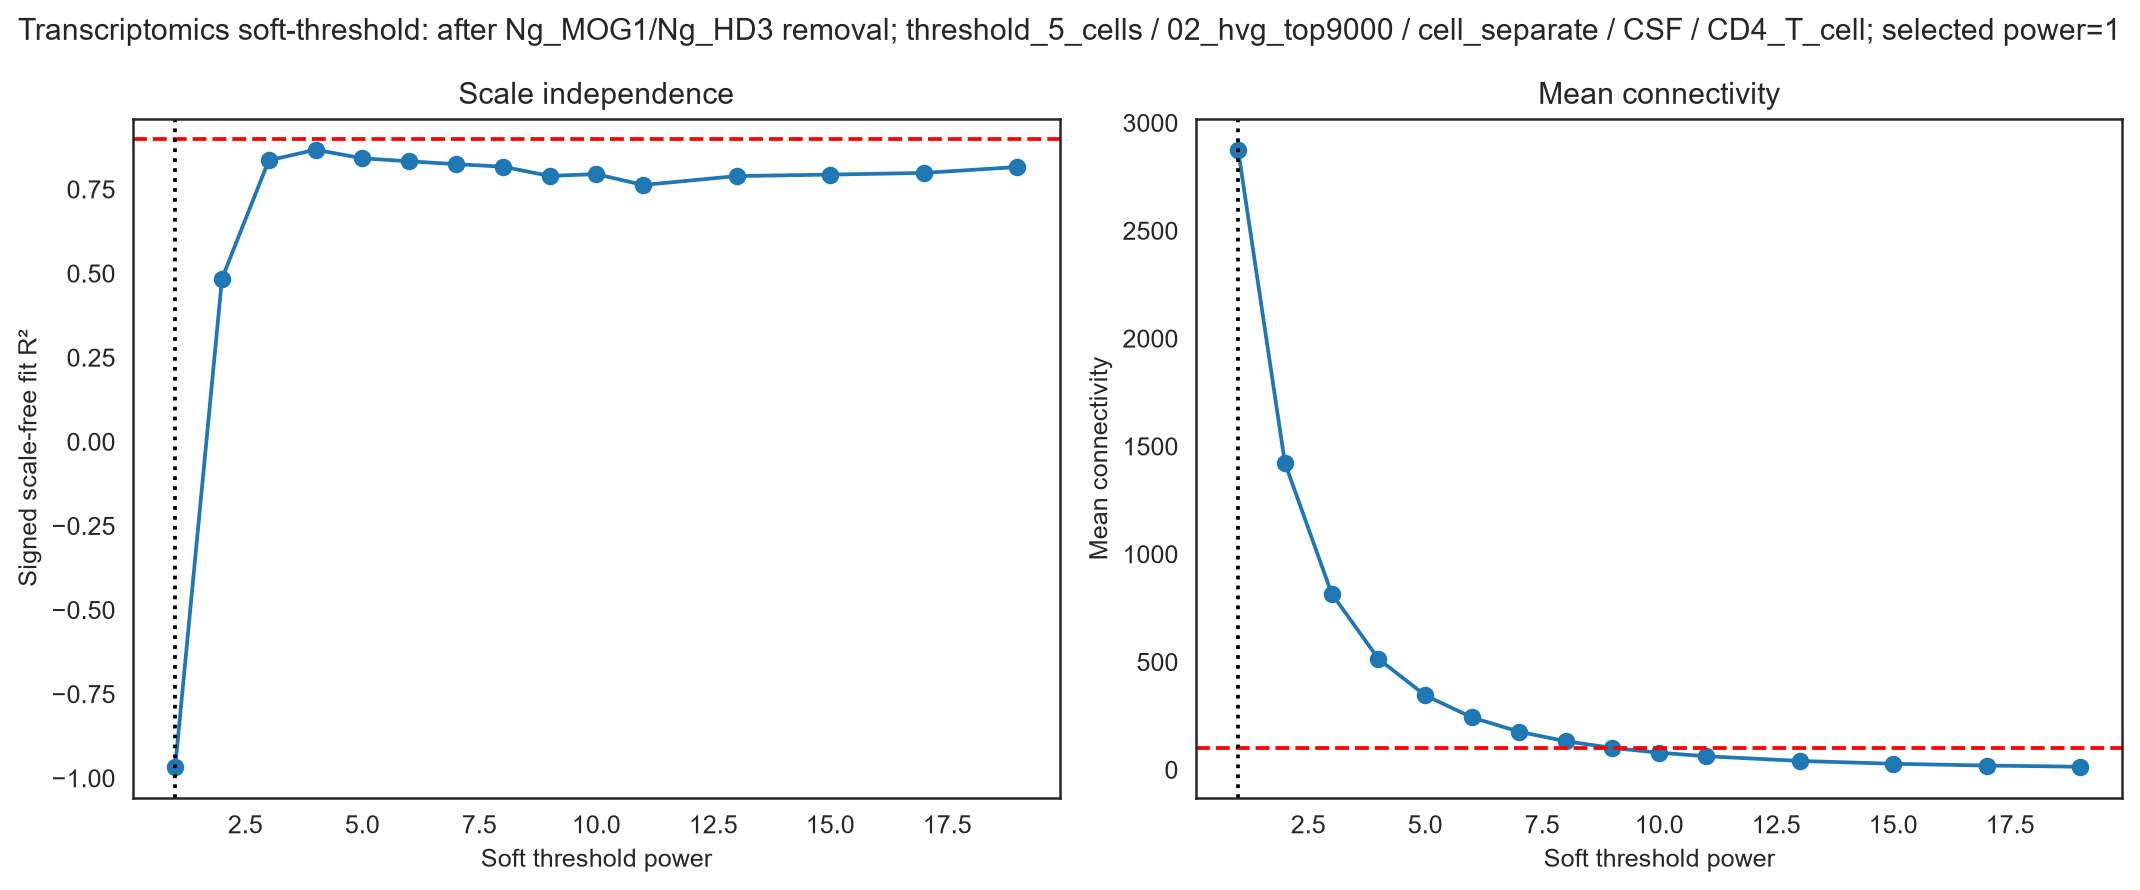 Transcriptomics soft-threshold: after Ng_MOG1/Ng_HD3 removal; threshold_5_cells / 02_hvg_top9000 / cell_separate / CSF / CD4_T_cell; selected power=1
Scale independence
Signed scale-free fit R²
0.75
0.50
0.25
0.00
−0.25
−0.50
−0.75
−1.00
2.5 5.0 7.5 10.0 12.5 15.0 17.5
Soft threshold power
Mean connectivity
Mean connectivity
3000
2500
2000
1500
1000
500
0
2.5 5.0 7.5 10.0 12.5 15.0 17.5
Soft threshold power